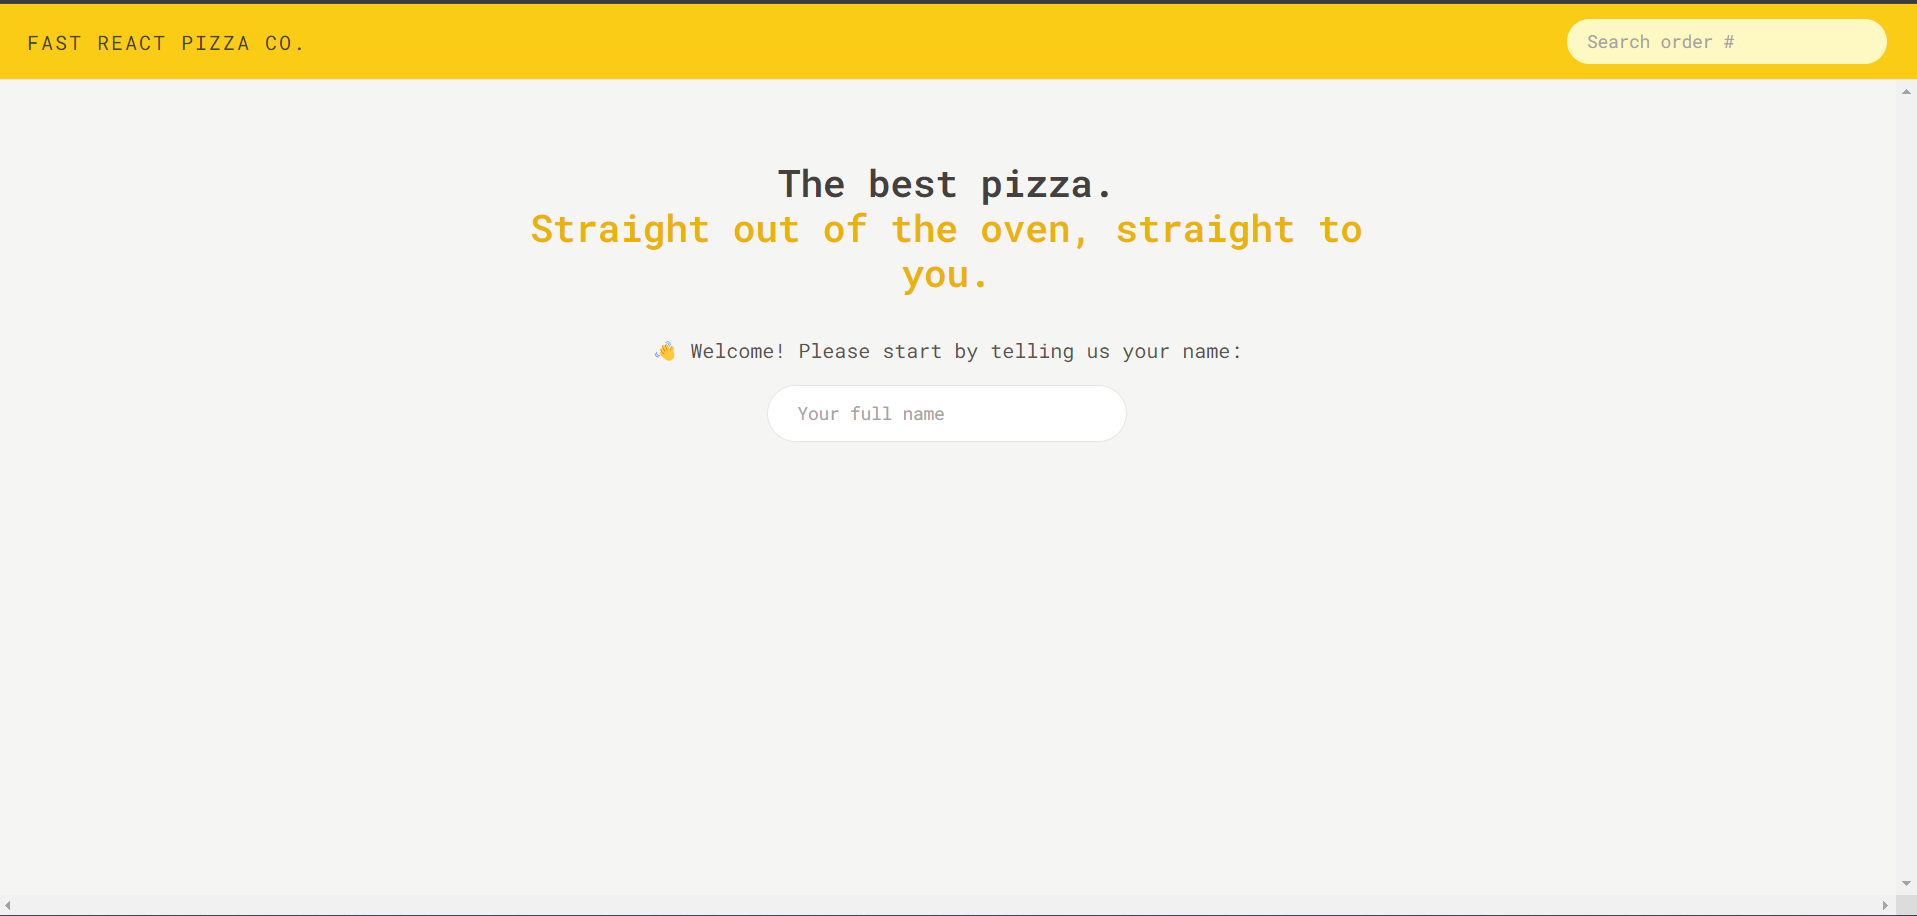 FAST REACT PIZZA CO.
Search order #
The best pizza.
Straight out of the oven, straight to
you.
👋 Welcome! Please start by telling us your name:
Your full name